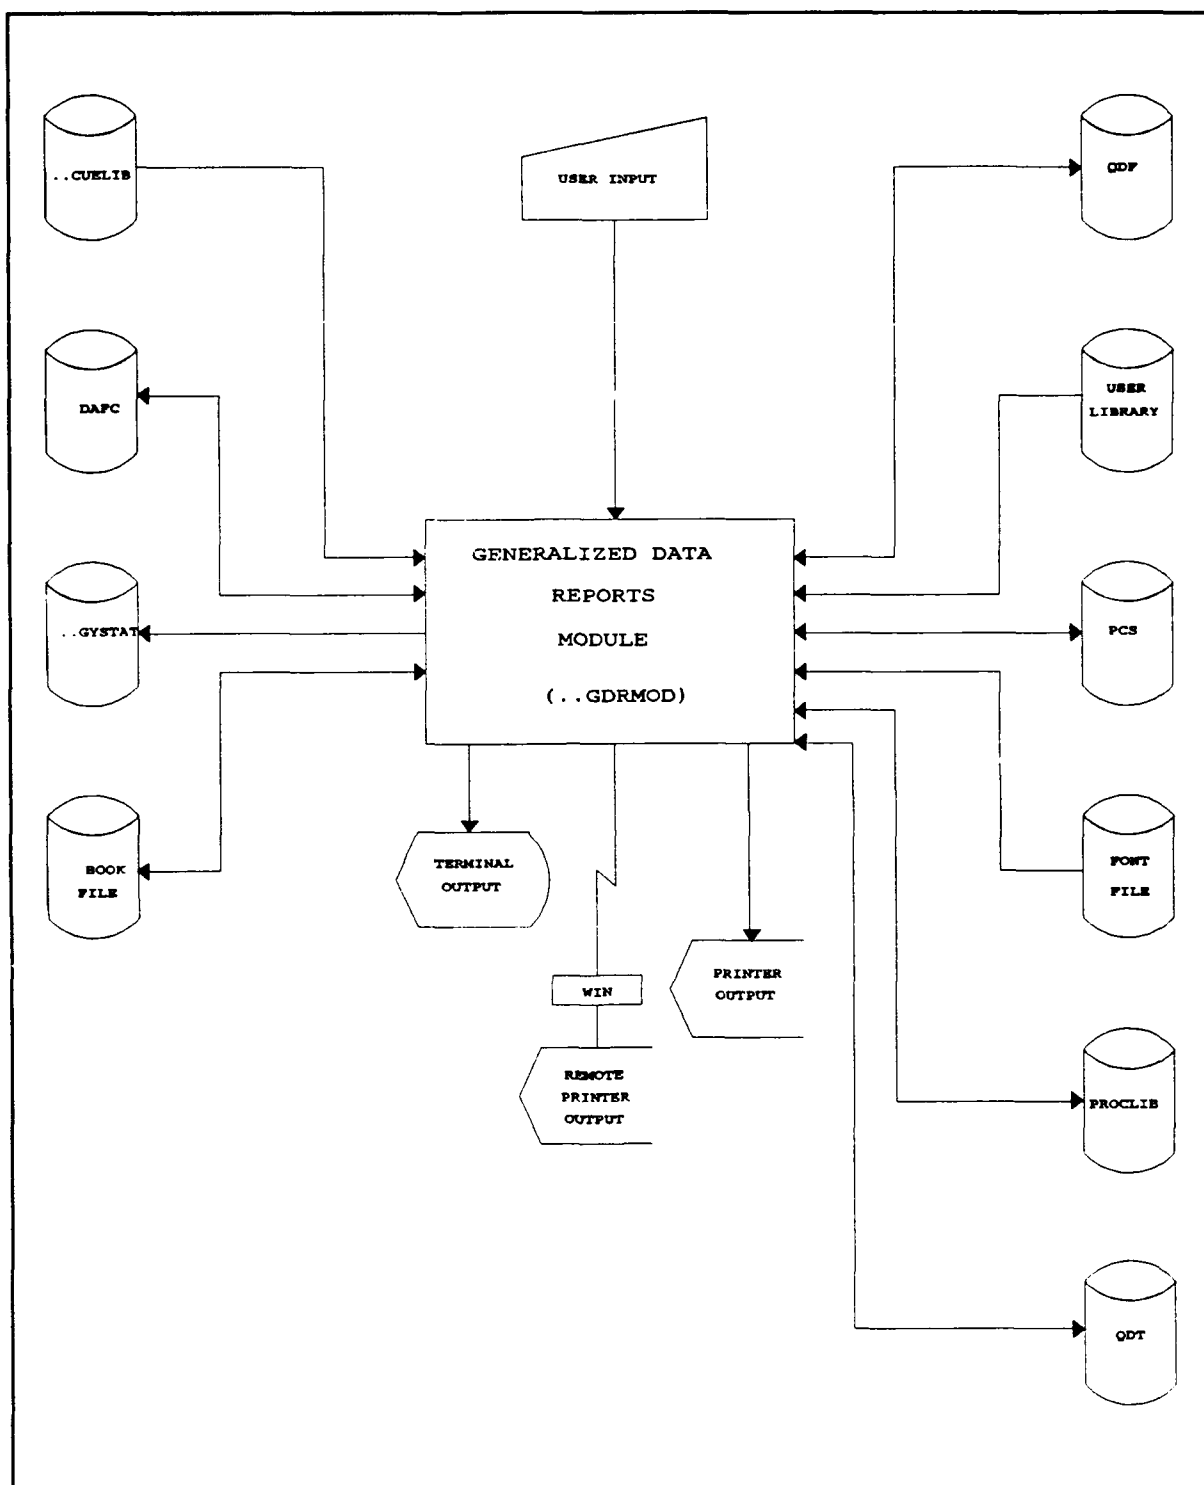 ..CUELIB
USER INPUT
QDF
DAFC
USER
LIBRARY
GENERALIZED DATA
REPORTS
MODULE
(..GDRMOD)
..GYSTAT
PCS
BOOK
FILE
TERMINAL
OUTPUT
FONT
FILE
WIN
PRINTER
OUTPUT
REMOTE
PRINTER
OUTPUT
PROCLIB
QDT